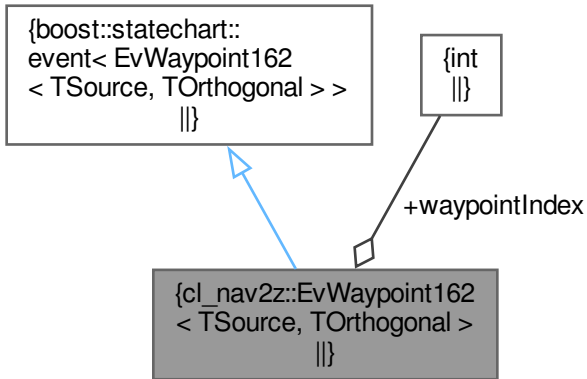 {boost::statechart::
event< EvWaypoint162
< TSource, TOrthogonal > >
||}
{int
||}
+waypointIndex
{cl_nav2z::EvWaypoint162
< TSource, TOrthogonal >
||}